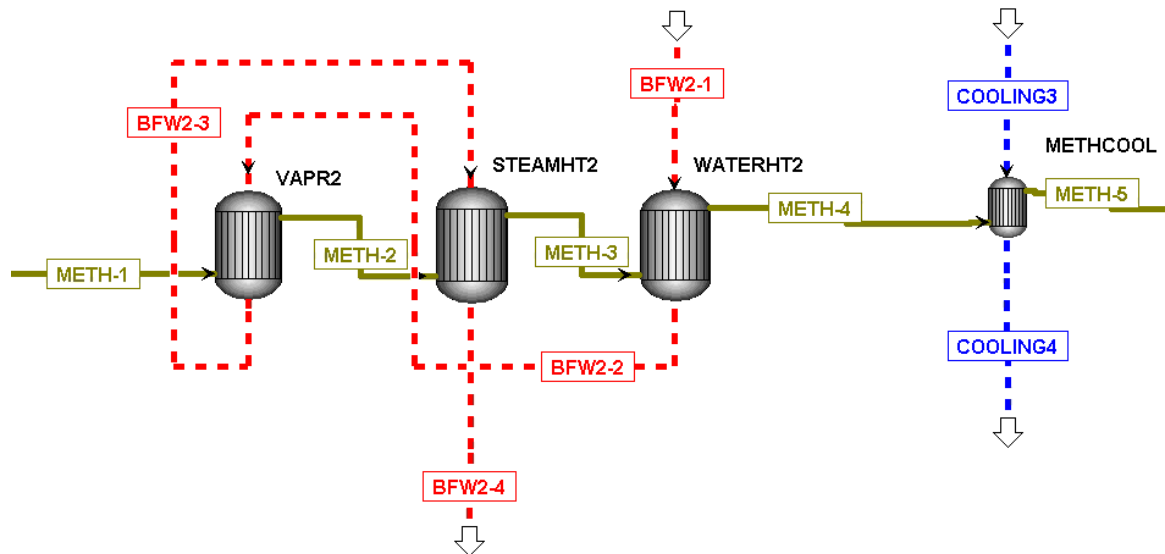 BFW2-1
COOLING3
BFW2-3
METHCOOL
STEAMHT2
WATERHT2
VAPR2
METH-4
METH-5
METH-1
METH-2
METH-3
COOLING4
BFW2-2
BFW2-4